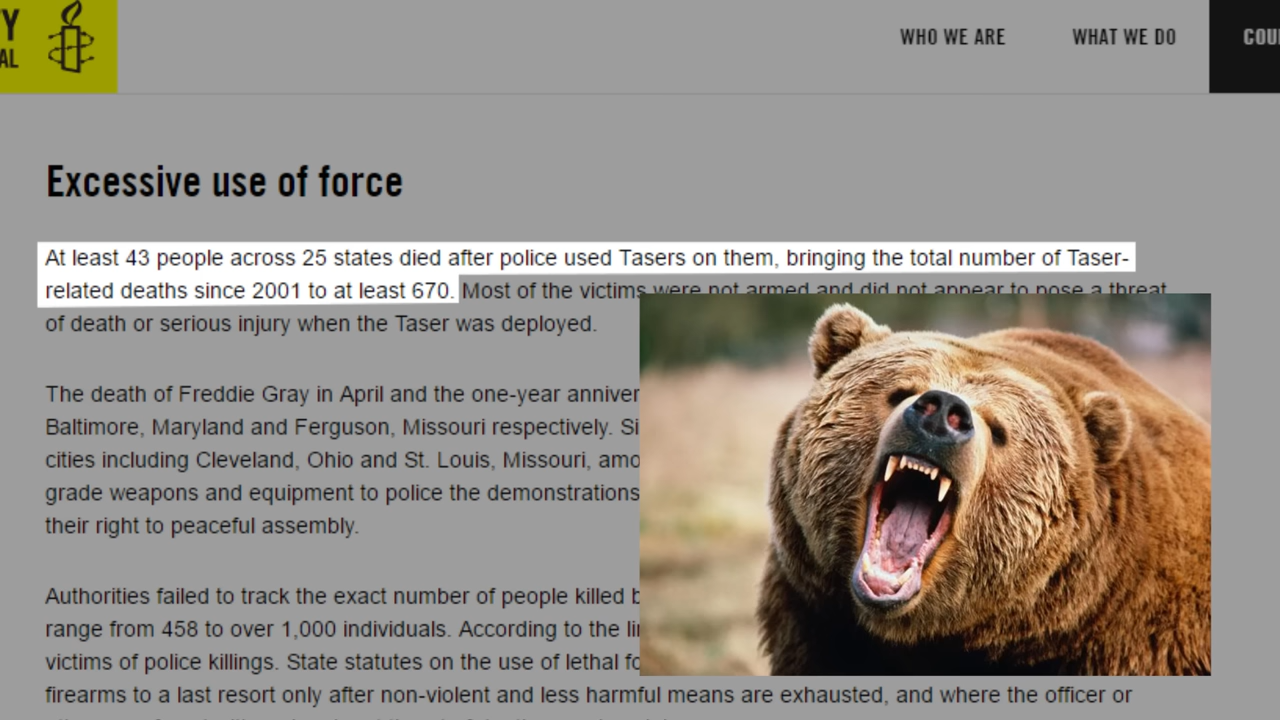 Y
AL
WHO WE ARE
WHAT WE DO
COU
Excessive use of force
At least 43 people across 25 states died after police used Tasers on them, bringing the total number of Taser-
related deaths since 2001 to at least 670. Most of the victims were not armed and did not appear to pose a threat
of death or serious injury when the Taser was deployed.
The death of Freddie Gray in April and the one-year anniver
Baltimore, Maryland and Ferguson, Missouri respectively. Si
cities including Cleveland, Ohio and St. Louis, Missouri, amo
grade weapons and equipment to police the demonstrations
their right to peaceful assembly.
Authorities failed to track the exact number of people killed b
range from 458 to over 1,000 individuals. According to the li
victims of police killings. State statutes on the use of lethal fo
firearms to a last resort only after non-violent and less harmful means are exhausted, and where the officer or